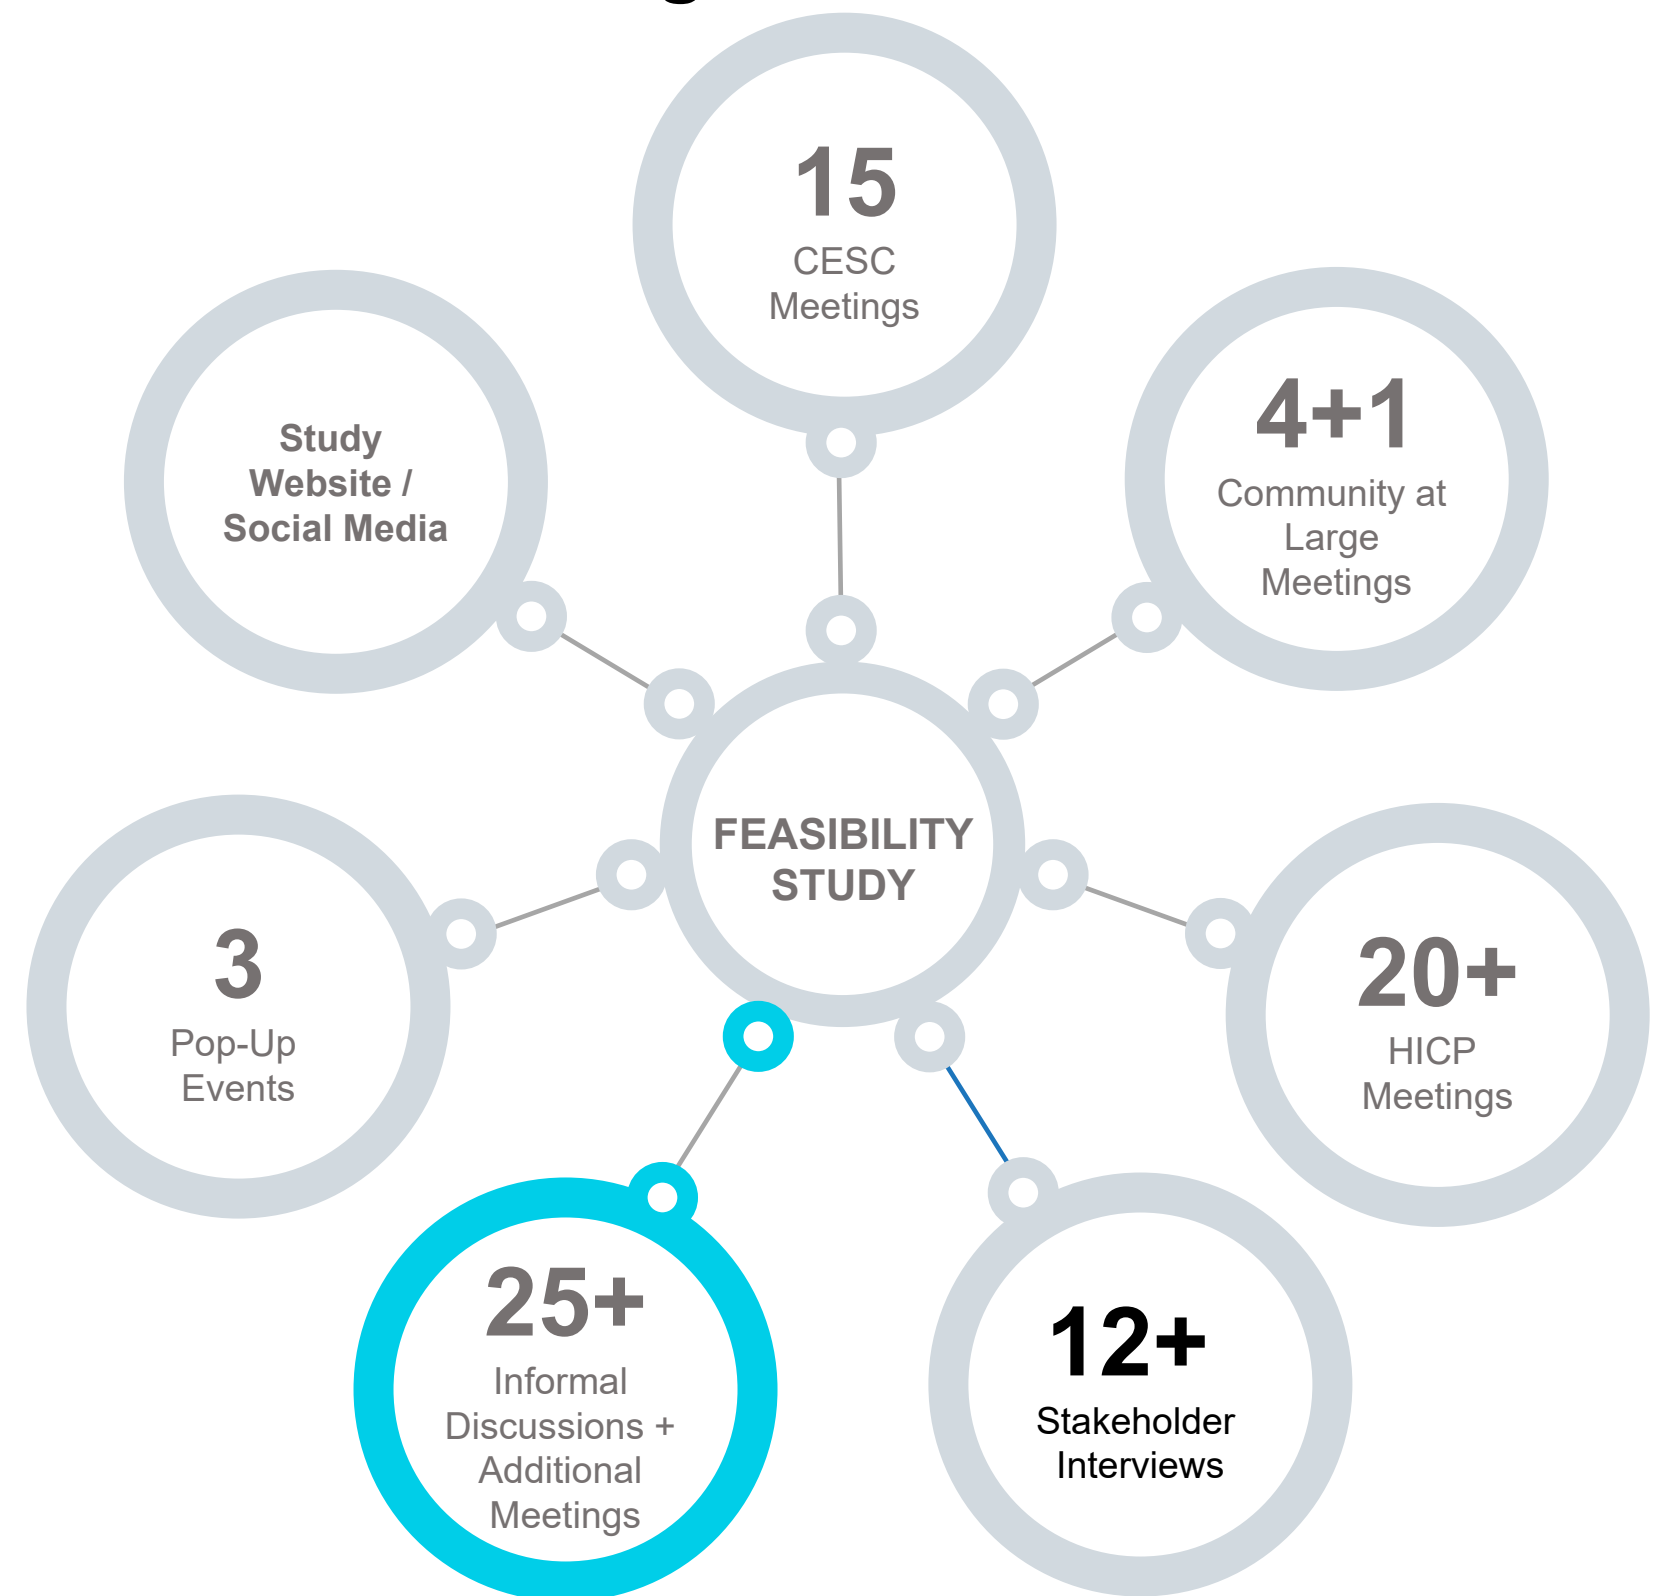 15
CESC
Meetings
4+1
Community at
Large
Meetings
Study
Website /
Social Media
FEASIBILITY
STUDY
3
Pop-Up
Events
20+
HICP
Meetings
25+
Informal
Discussions +
Additional
Meetings
12+
Stakeholder
Interviews